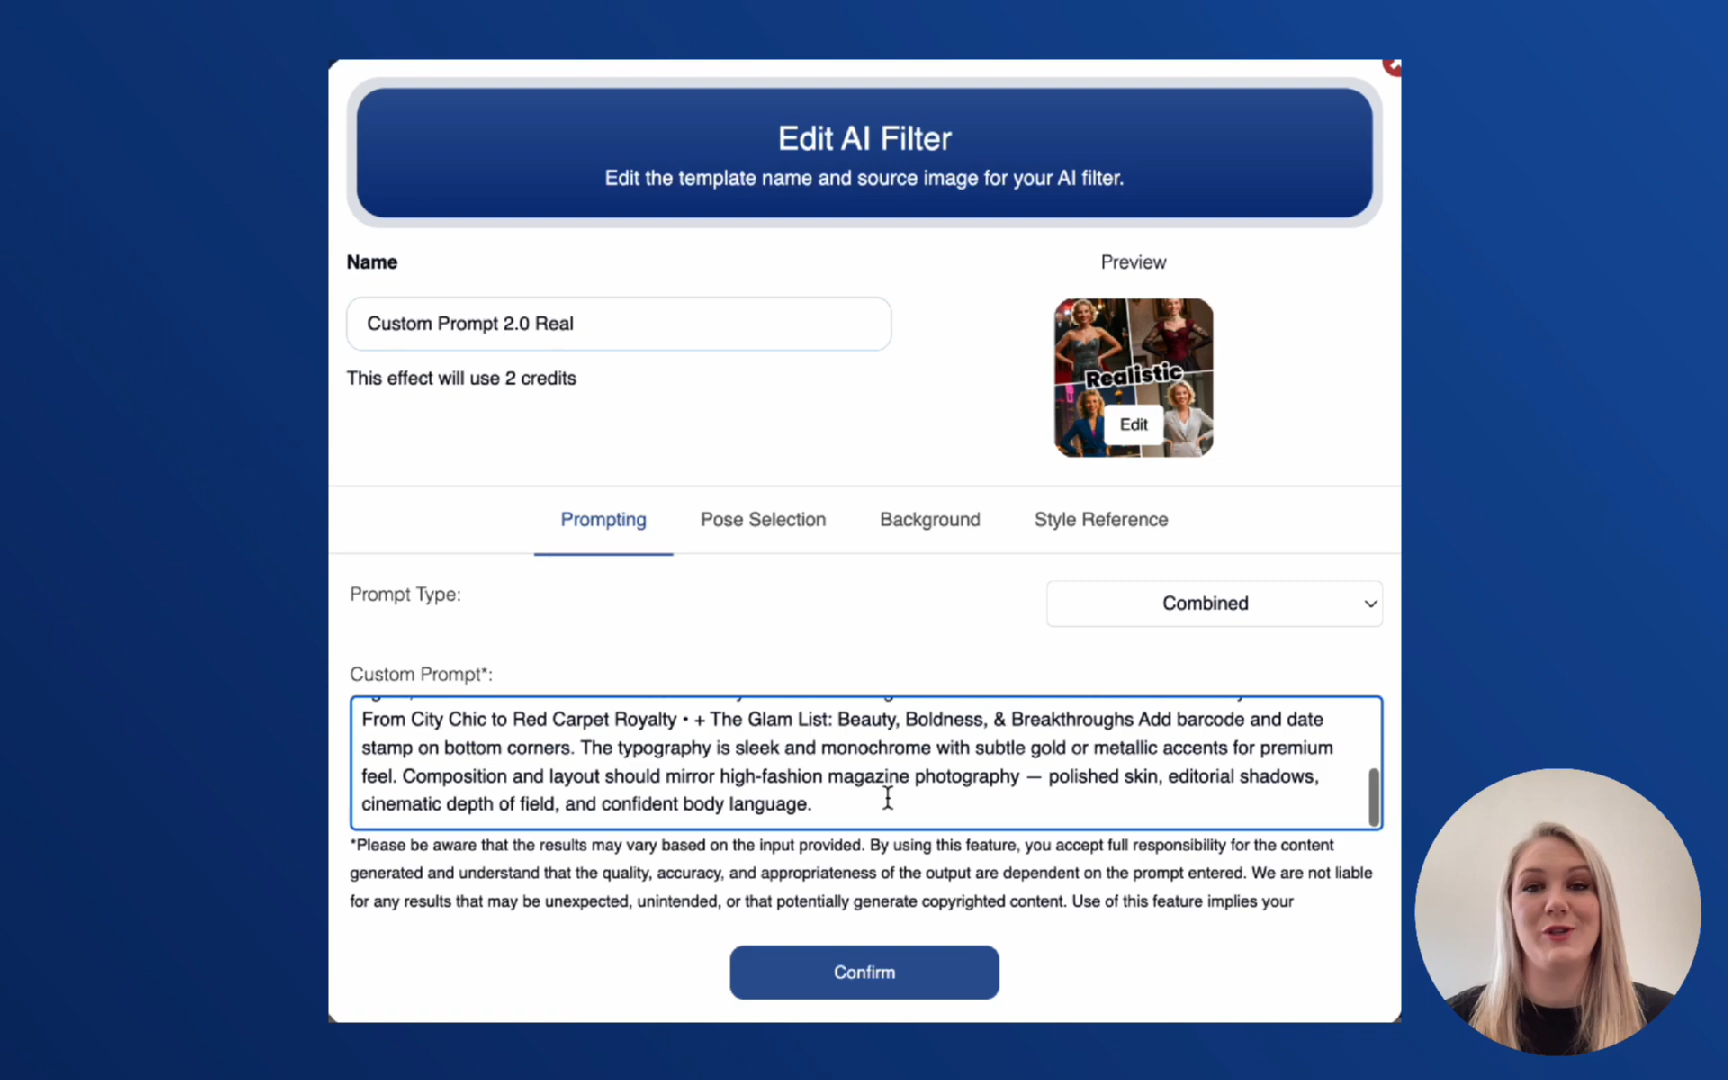 Edit AI Filter
Edit the template name and source image for your AI filter.
Name
Preview
Custom Prompt 2.0 Real
This effect will use 2 credits
Realistic
Edit
Prompting
Pose Selection
Background
Style Reference
Prompt Type:
Combined
Custom Prompt*:
From City Chic to Red Carpet Royalty • + The Glam List: Beauty, Boldness, & Breakthroughs Add barcode and date
stamp on bottom corners. The typography is sleek and monochrome with subtle gold or metallic accents for premium
feel. Composition and layout should mirror high-fashion magazine photography — polished skin, editorial shadows,
cinematic depth of field, and confident body language.
*Please be aware that the results may vary based on the input provided. By using this feature, you accept full responsibility for the content
generated and understand that the quality, accuracy, and appropriateness of the output are dependent on the prompt entered. We are not liable
for any results that may be unexpected, unintended, or that potentially generate copyrighted content. Use of this feature implies your
Confirm